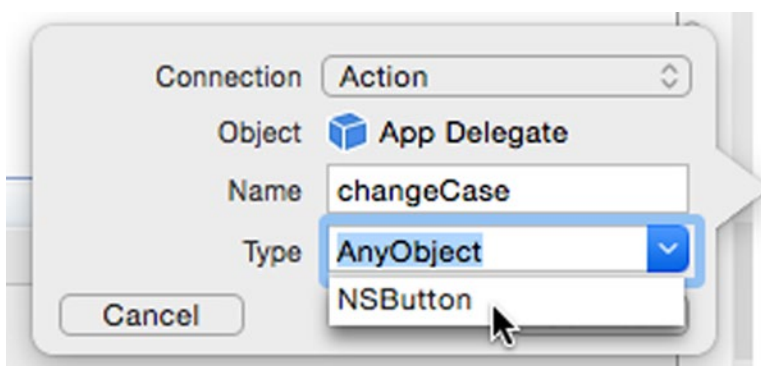 Connection Action
Object App Delegate
Name changeCase
Type AnyObject
NSButton
Cancel